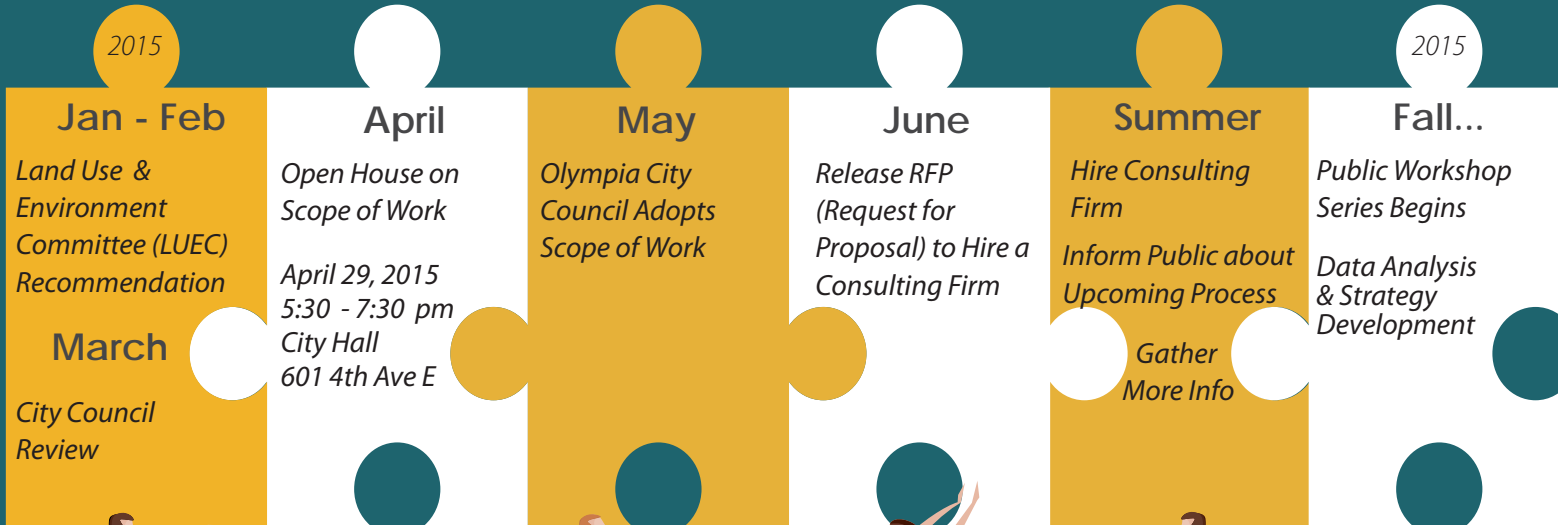 2015
Jan - Feb
Land Use &
Environment
Committee (LUEC)
Recommendation
March
City Council
Review
April
Open House on
Scope of Work
April 29, 2015
5:30 - 7:30 pm
City Hall
601 4th Ave E
May
Olympia City
Council Adopts
Scope of Work
June
Release RFP
(Request for
Proposal) to Hire a
Consulting Firm
Summer
Hire Consulting
Firm
Inform Public about
Upcoming Process
Gather
More Info
2015
Fall...
Public Workshop
Series Begins
Data Analysis
& Strategy
Development